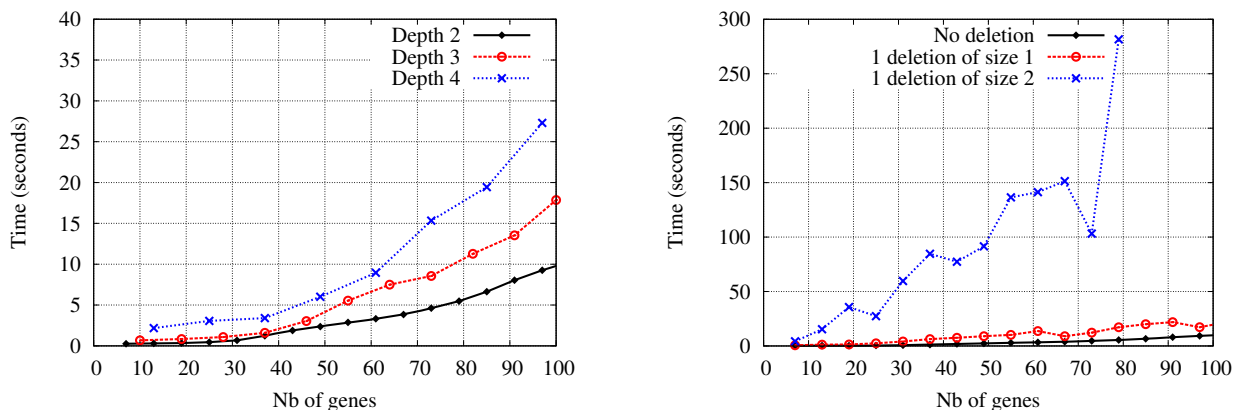 40
35
30
25
20
15
10
5
0
0 10 20 30 40 50 60 70 80 90 100
Time (seconds)
Nb of genes
Depth 2
Depth 3
Depth 4
300
250
200
150
100
50
0
0 10 20 30 40 50 60 70 80 90 100
Time (seconds)
Nb of genes
No deletion
1 deletion of size 1
1 deletion of size 2